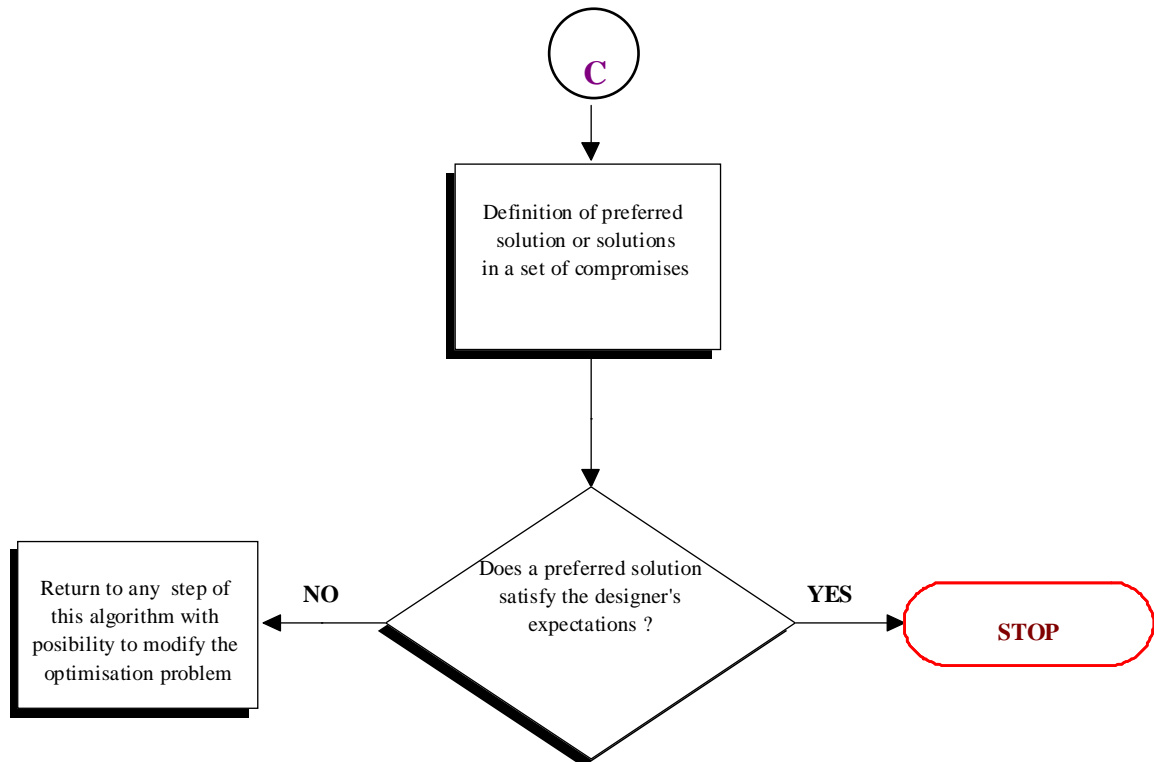 C
Definition of preferred
solution or solutions
in a set of compromises
Does a preferred solution
satisfy the designer's
expectations ?
NO
YES
Return to any step of
this algorithm with
posibility to modify the
optimisation problem
STOP